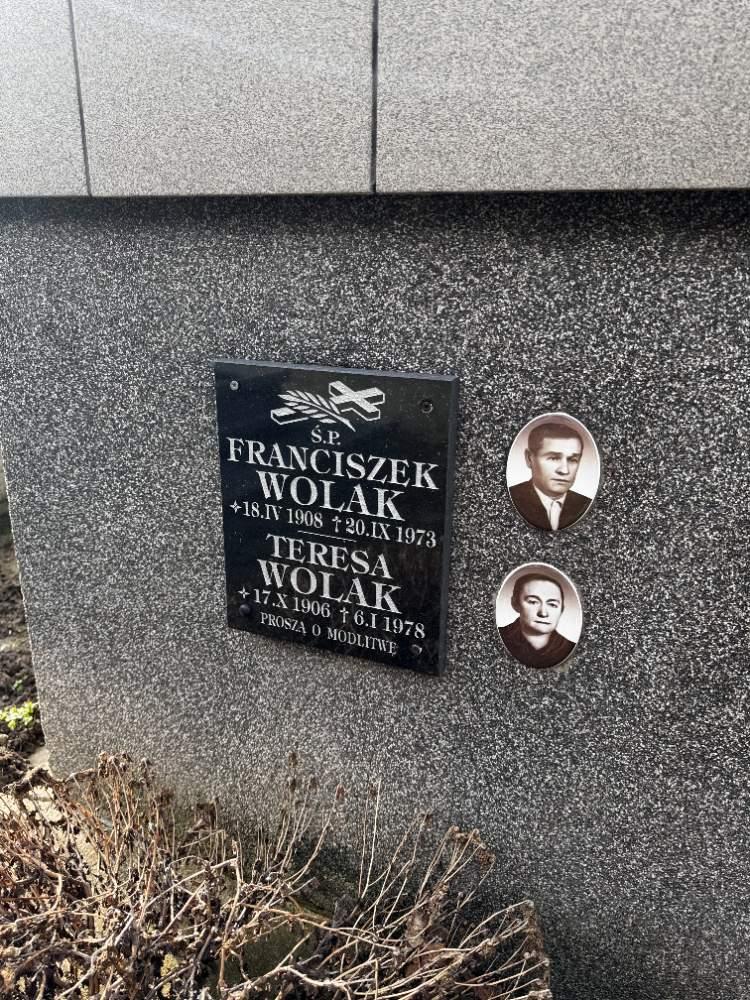 Ś.P.
FRANCISZEK
WOLAK
✧18.IV 1908 †20.IX 1973
TERESA
WOLAK
✧17.X 1906 †6.I 1978
PROSZĄ O MODLITWĘ